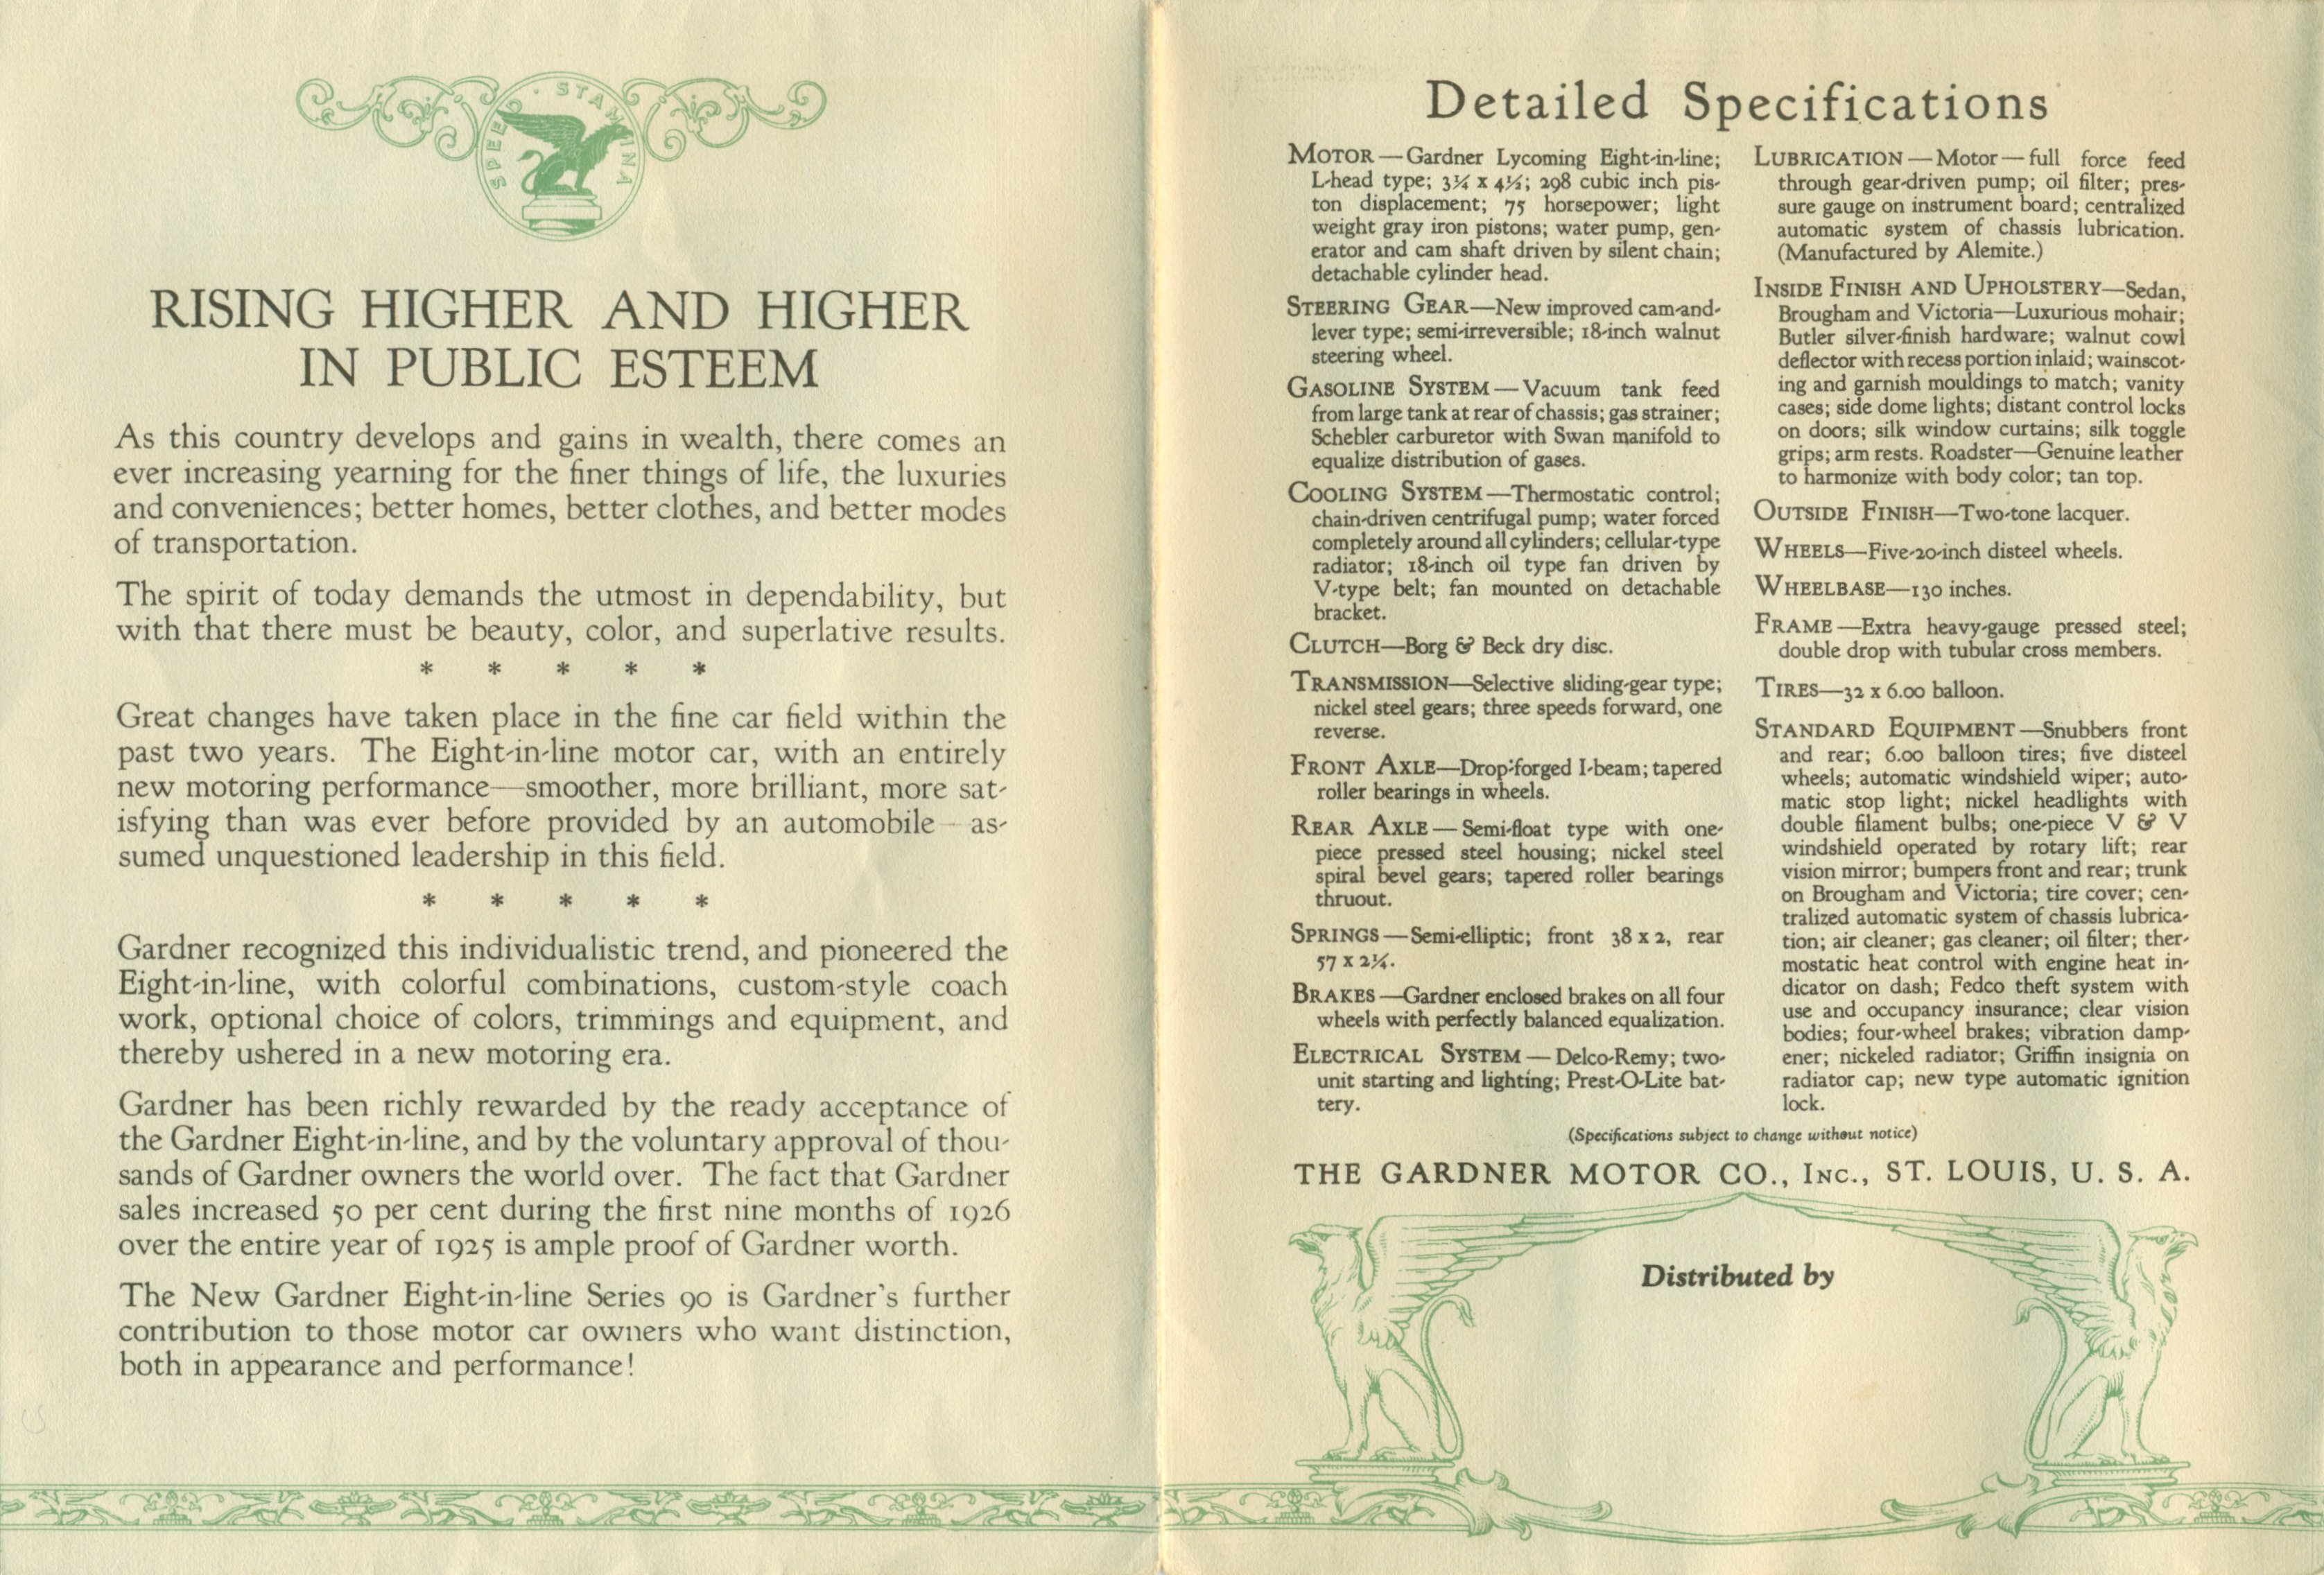 SPEED · STAMINA
RISING HIGHER AND HIGHER
IN PUBLIC ESTEEM
As this country develops and gains in wealth, there comes an
ever increasing yearning for the finer things of life, the luxuries
and conveniences; better homes, better clothes, and better modes
of transportation.
The spirit of today demands the utmost in dependability, but
with that there must be beauty, color, and superlative results.
* * * * *
Great changes have taken place in the fine car field within the
past two years. The Eight-in-line motor car, with an entirely
new motoring performance—smoother, more brilliant, more sat-
isfying than was ever before provided by an automobile—as-
sumed unquestioned leadership in this field.
* * * * *
Gardner recognized this individualistic trend, and pioneered the
Eight-in-line, with colorful combinations, custom-style coach
work, optional choice of colors, trimmings and equipment, and
thereby ushered in a new motoring era.
Gardner has been richly rewarded by the ready acceptance of
the Gardner Eight-in-line, and by the voluntary approval of thou-
sands of Gardner owners the world over. The fact that Gardner
sales increased 50 per cent during the first nine months of 1926
over the entire year of 1925 is ample proof of Gardner worth.
The New Gardner Eight-in-line Series 90 is Gardner's further
contribution to those motor car owners who want distinction,
both in appearance and performance!
Detailed Specifications
MOTOR—Gardner Lycoming Eight-in-line;
L-head type; 3¼ x 4½; 298 cubic inch pis-
ton displacement; 75 horsepower; light
weight gray iron pistons; water pump, gen-
erator and cam shaft driven by silent chain;
detachable cylinder head.
STEERING GEAR—New improved cam-and-
lever type; semi-irreversible; 18-inch walnut
steering wheel.
GASOLINE SYSTEM—Vacuum tank feed
from large tank at rear of chassis; gas strainer;
Schebler carburetor with Swan manifold to
equalize distribution of gases.
COOLING SYSTEM—Thermostatic control;
chain-driven centrifugal pump; water forced
completely around all cylinders; cellular-type
radiator; 18-inch oil type fan driven by
V-type belt; fan mounted on detachable
bracket.
CLUTCH—Borg & Beck dry disc.
TRANSMISSION—Selective sliding-gear type;
nickel steel gears; three speeds forward, one
reverse.
FRONT AXLE—Drop-forged I-beam; tapered
roller bearings in wheels.
REAR AXLE—Semi-float type with one-
piece pressed steel housing; nickel steel
spiral bevel gears; tapered roller bearings
thruout.
SPRINGS—Semi-elliptic; front 38 x 2, rear
57 x 2¼.
BRAKES—Gardner enclosed brakes on all four
wheels with perfectly balanced equalization.
ELECTRICAL SYSTEM—Delco-Remy; two-
unit starting and lighting; Prest-O-Lite bat-
tery.
LUBRICATION—Motor—full force feed
through gear-driven pump; oil filter; pres-
sure gauge on instrument board; centralized
automatic system of chassis lubrication.
(Manufactured by Alemite.)
INSIDE FINISH AND UPHOLSTERY—Sedan,
Brougham and Victoria—Luxurious mohair;
Butler silver-finish hardware; walnut cowl
deflector with recess portion inlaid; wainscot-
ing and garnish mouldings to match; vanity
cases; side dome lights; distant control locks
on doors; silk window curtains; silk toggle
grips; arm rests. Roadster—Genuine leather
to harmonize with body color; tan top.
OUTSIDE FINISH—Two-tone lacquer.
WHEELS—Five-20-inch disteel wheels.
WHEELBASE—130 inches.
FRAME—Extra heavy-gauge pressed steel;
double drop with tubular cross members.
TIRES—32 x 6.00 balloon.
STANDARD EQUIPMENT—Snubbers front
and rear; 6.00 balloon tires; five disteel
wheels; automatic windshield wiper; auto-
matic stop light; nickel headlights with
double filament bulbs; one-piece V & V
windshield operated by rotary lift; rear
vision mirror; bumpers front and rear; trunk
on Brougham and Victoria; tire cover; cen-
tralized automatic system of chassis lubrica-
tion; air cleaner; gas cleaner; oil filter; ther-
mostatic heat control with engine heat in-
dicator on dash; Fedco theft system with
use and occupancy insurance; clear vision
bodies; four-wheel brakes; vibration damp-
ener; nickeled radiator; Griffin insignia on
radiator cap; new type automatic ignition
lock.
(Specifications subject to change without notice)
THE GARDNER MOTOR CO., INC., ST. LOUIS, U. S. A.
Distributed by